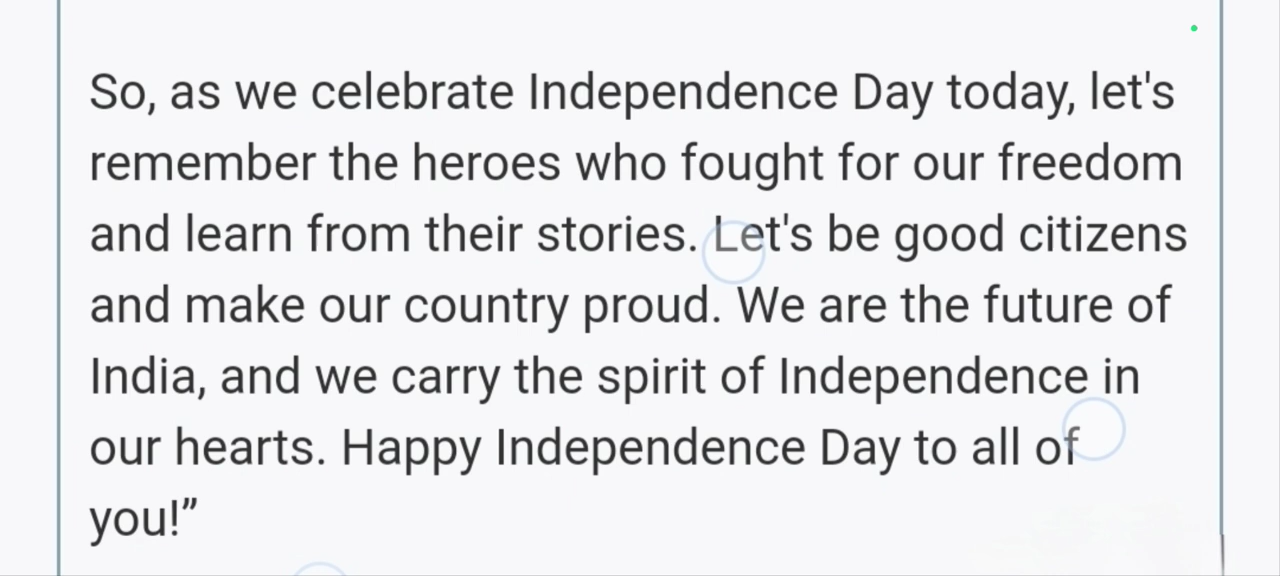 So, as we celebrate Independence Day today, let's
remember the heroes who fought for our freedom
and learn from their stories. Let's be good citizens
and make our country proud. We are the future of
India, and we carry the spirit of Independence in
our hearts. Happy Independence Day to all of
you!”